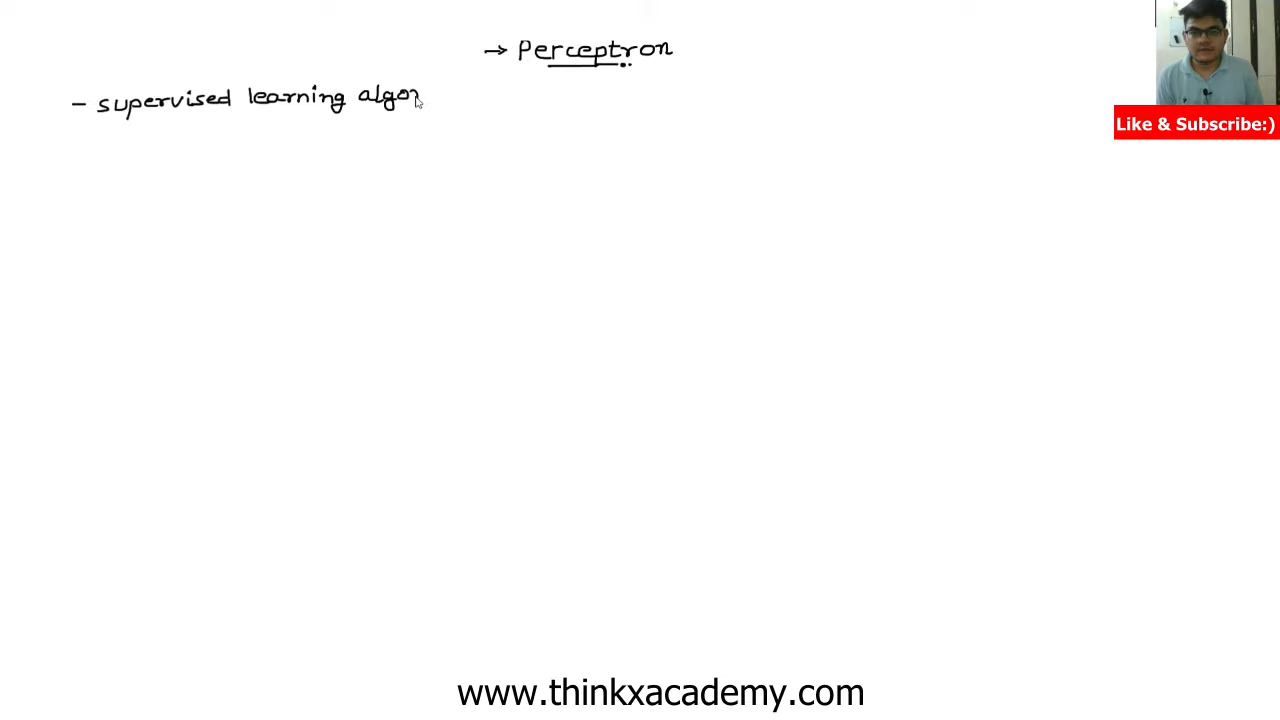 → Perceptron
- supervised learning algor
Like & Subscribe:)
www.thinkxacademy.com